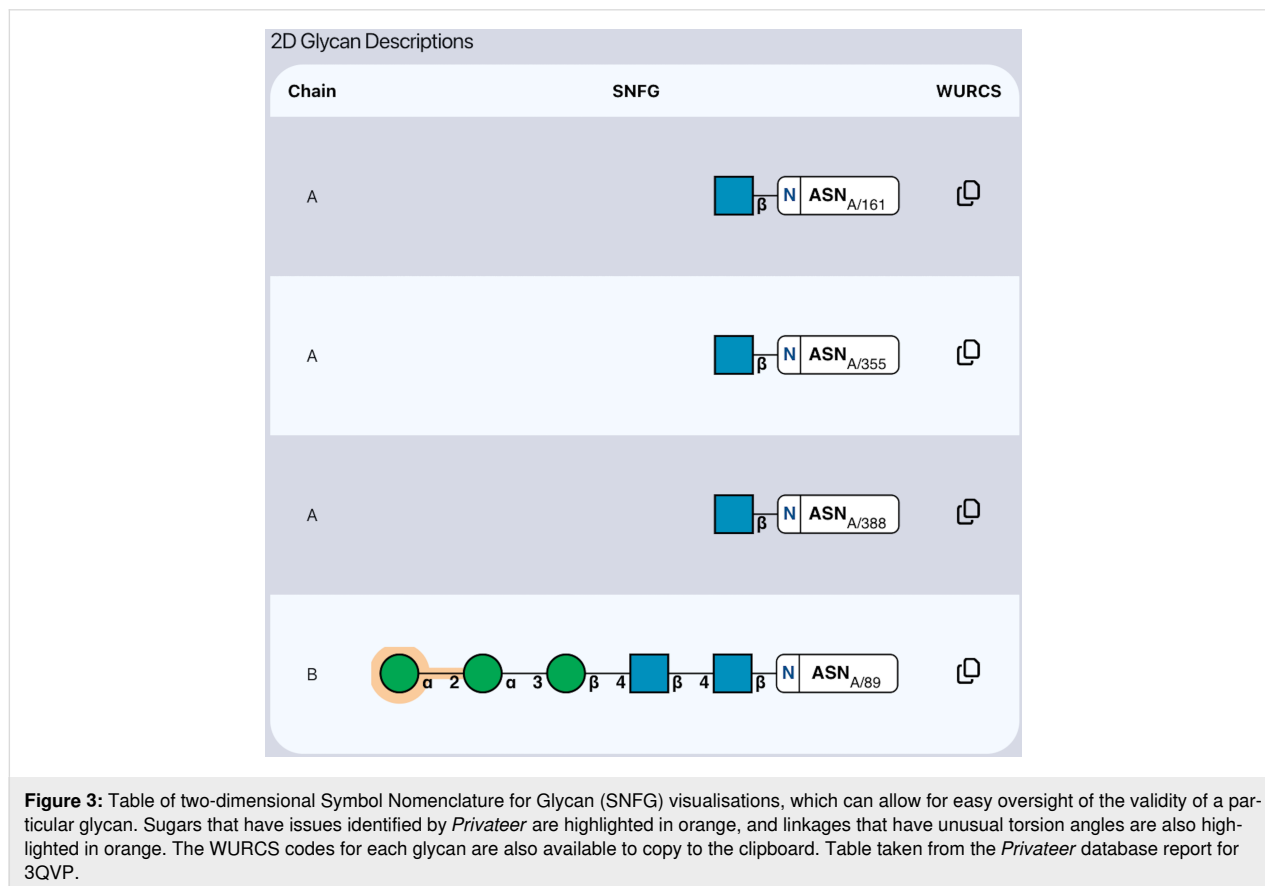 2D Glycan Descriptions
Chain SNFG WURCS
A β N ASN A/161
A β N ASN A/355
A β N ASN A/388
B α 2 α 3 β 4 β 4 β N ASN A/89
Figure 3: Table of two-dimensional Symbol Nomenclature for Glycan (SNFG) visualisations, which can allow for easy oversight of the validity of a par-
ticular glycan. Sugars that have issues identified by Privateer are highlighted in orange, and linkages that have unusual torsion angles are also high-
lighted in orange. The WURCS codes for each glycan are also available to copy to the clipboard. Table taken from the Privateer database report for
3QVP.